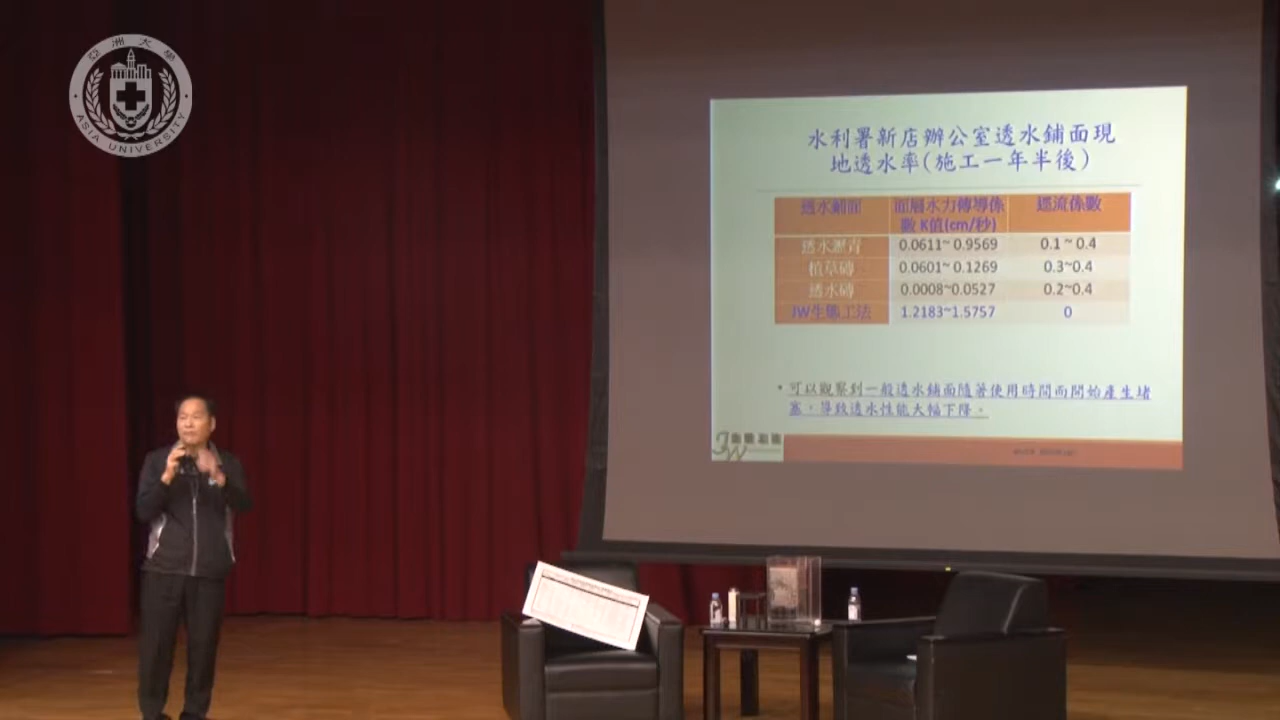 亞洲大學
ASIA UNIVERSITY
水利署新店辦公室透水鋪面現
地透水率(施工一年半後)
透水鋪面 面層水力傳導係 逕流係數
數 K值(cm/秒)
透水瀝青 0.0611~ 0.9569 0.1 ~ 0.4
植草磚 0.0601~ 0.1269 0.3~0.4
透水磚 0.0008~0.0527 0.2~0.4
JW生態工法 1.2183~1.5757 0
• 可以觀察到一般透水鋪面隨著使用時間而開始產生堵
塞，導致透水性能大幅下降。
JW